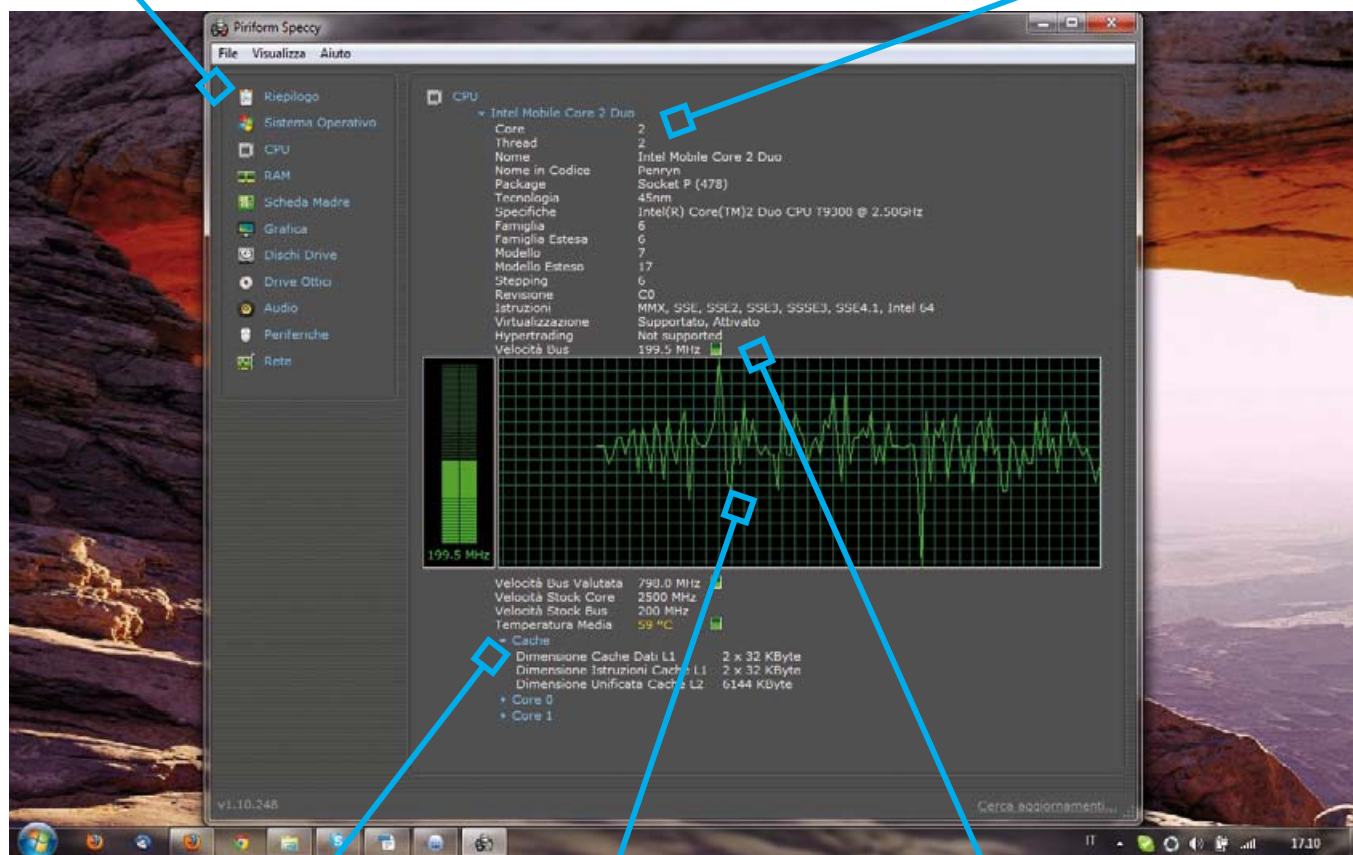 Piriform Speccy
File Visualizza Aiuto
Riepilogo
Sistema Operativo
CPU
RAM
Scheda Madre
Grafica
Dischi Drive
Drive Ottici
Audio
Periferiche
Rete
CPU
Intel Mobile Core 2 Duo
Core 2
Thread 2
Nome Intel Mobile Core 2 Duo
Nome in Codice Penryn
Package Socket P (478)
Tecnologia 45nm
Specifiche Intel(R) Core(TM)2 Duo CPU T9300 @ 2.50GHz
Famiglia 6
Famiglia Estesa 6
Modello 7
Modello Esteso 17
Stepping 6
Revisione C0
Istruzioni MMX, SSE, SSE2, SSE3, SSSE3, SSE4.1, Intel 64
Virtualizzazione Supportato, Attivato
Hypertrading Not supported
Velocità Bus 199.5 MHz
199.5 MHz
Velocità Bus Valutata 798.0 MHz
Velocità Stock Core 2500 MHz
Velocità Stock Bus 200 MHz
Temperatura Media 59 °C
Cache
Dimensione Cache Dati L1 2 x 32 KByte
Dimensione Istruzioni Cache L1 2 x 32 KByte
Dimensione Unificata Cache L2 6144 KByte
Core 0
Core 1
v1.10.248
Cerca aggiornamenti...
IT
17.10